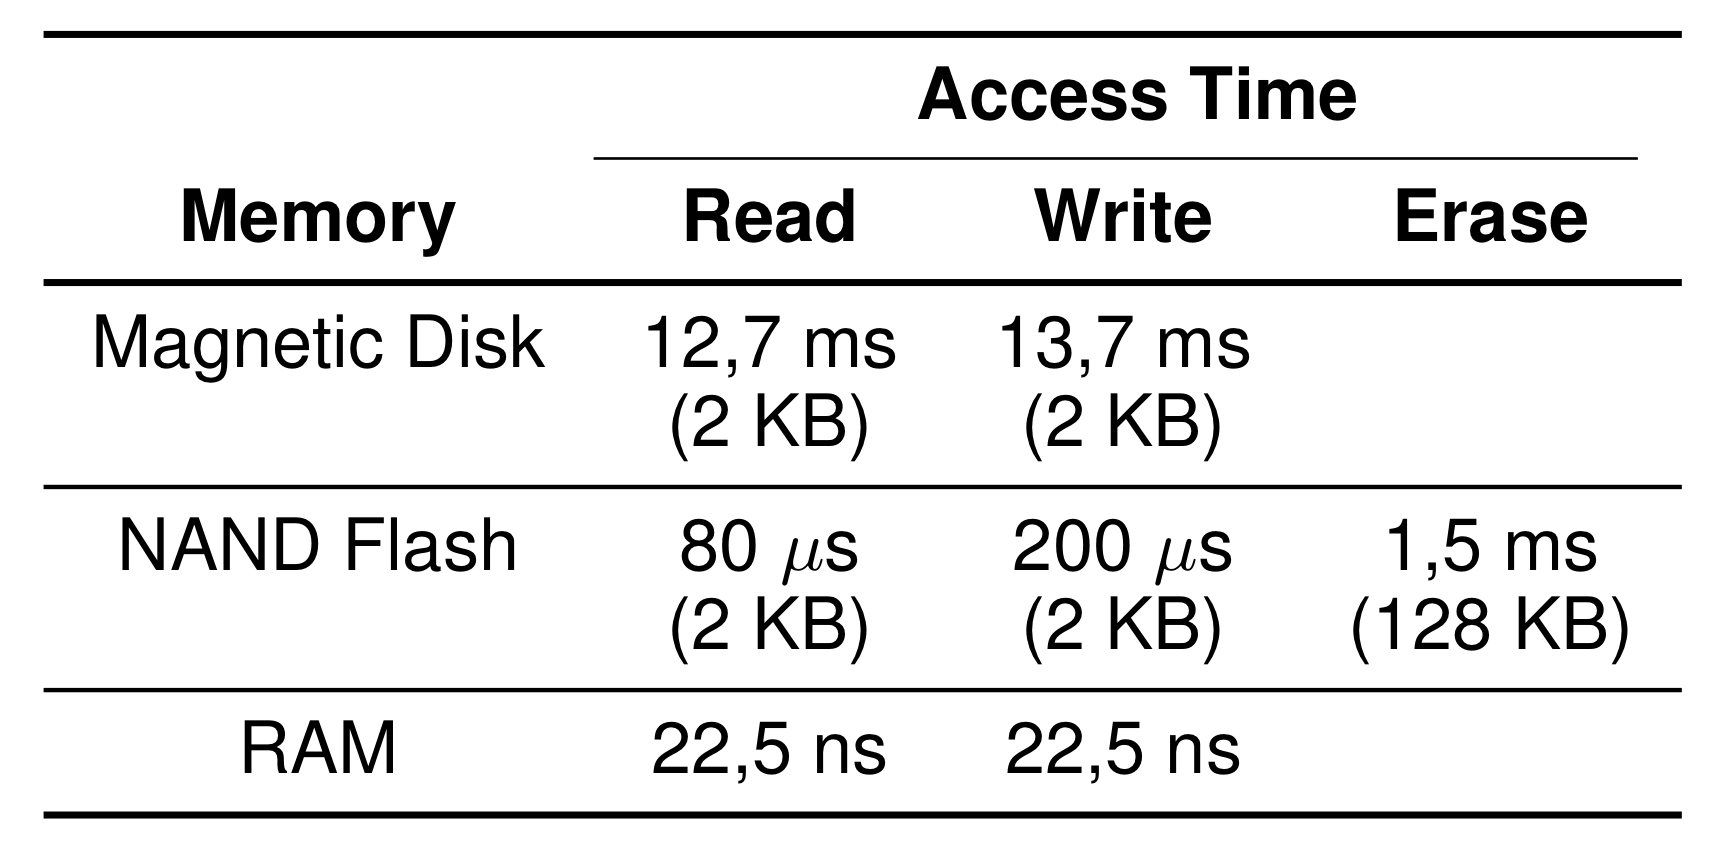 Access Time
Memory Read Write Erase
Magnetic Disk 12,7 ms 13,7 ms
(2 KB) (2 KB)
NAND Flash 80 μs 200 μs 1,5 ms
(2 KB) (2 KB) (128 KB)
RAM 22,5 ns 22,5 ns